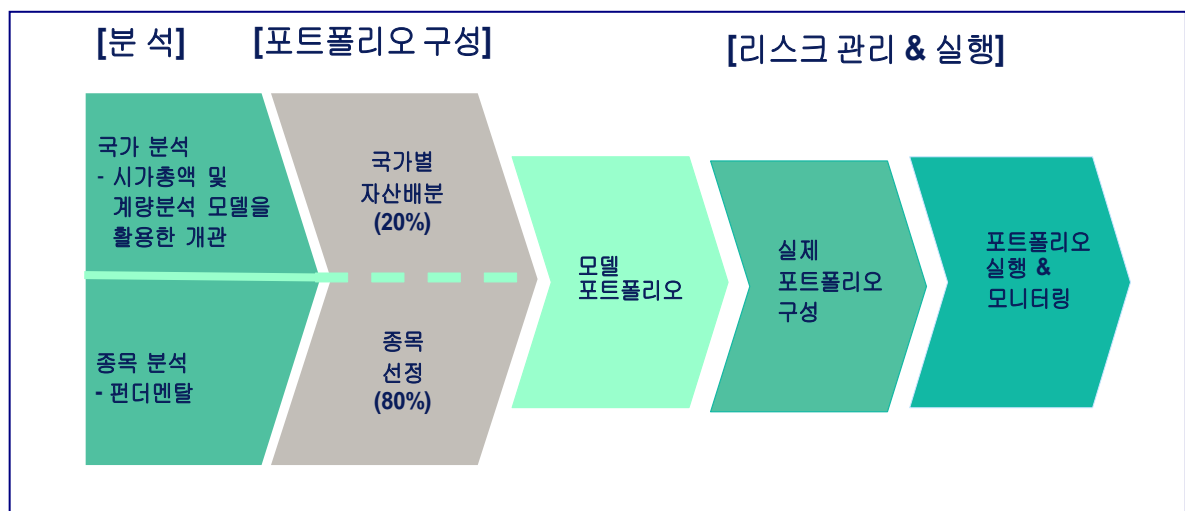 [분 석]
[포트폴리오 구성]
[리스크 관리 & 실행]
국가 분석
- 시가총액 및
계량분석 모델을
활용한 개관
종목 분석
- 펀더멘탈
국가별
자산배분
(20%)
종목
선정
(80%)
모델
포트폴리오
실제
포트폴리오
구성
포트폴리오
실행 &
모니터링